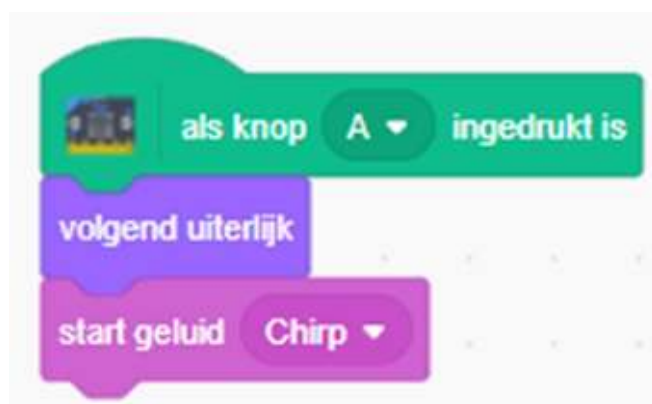 als knop A ingedrukt is
volgend uiterlijk
start geluid Chirp